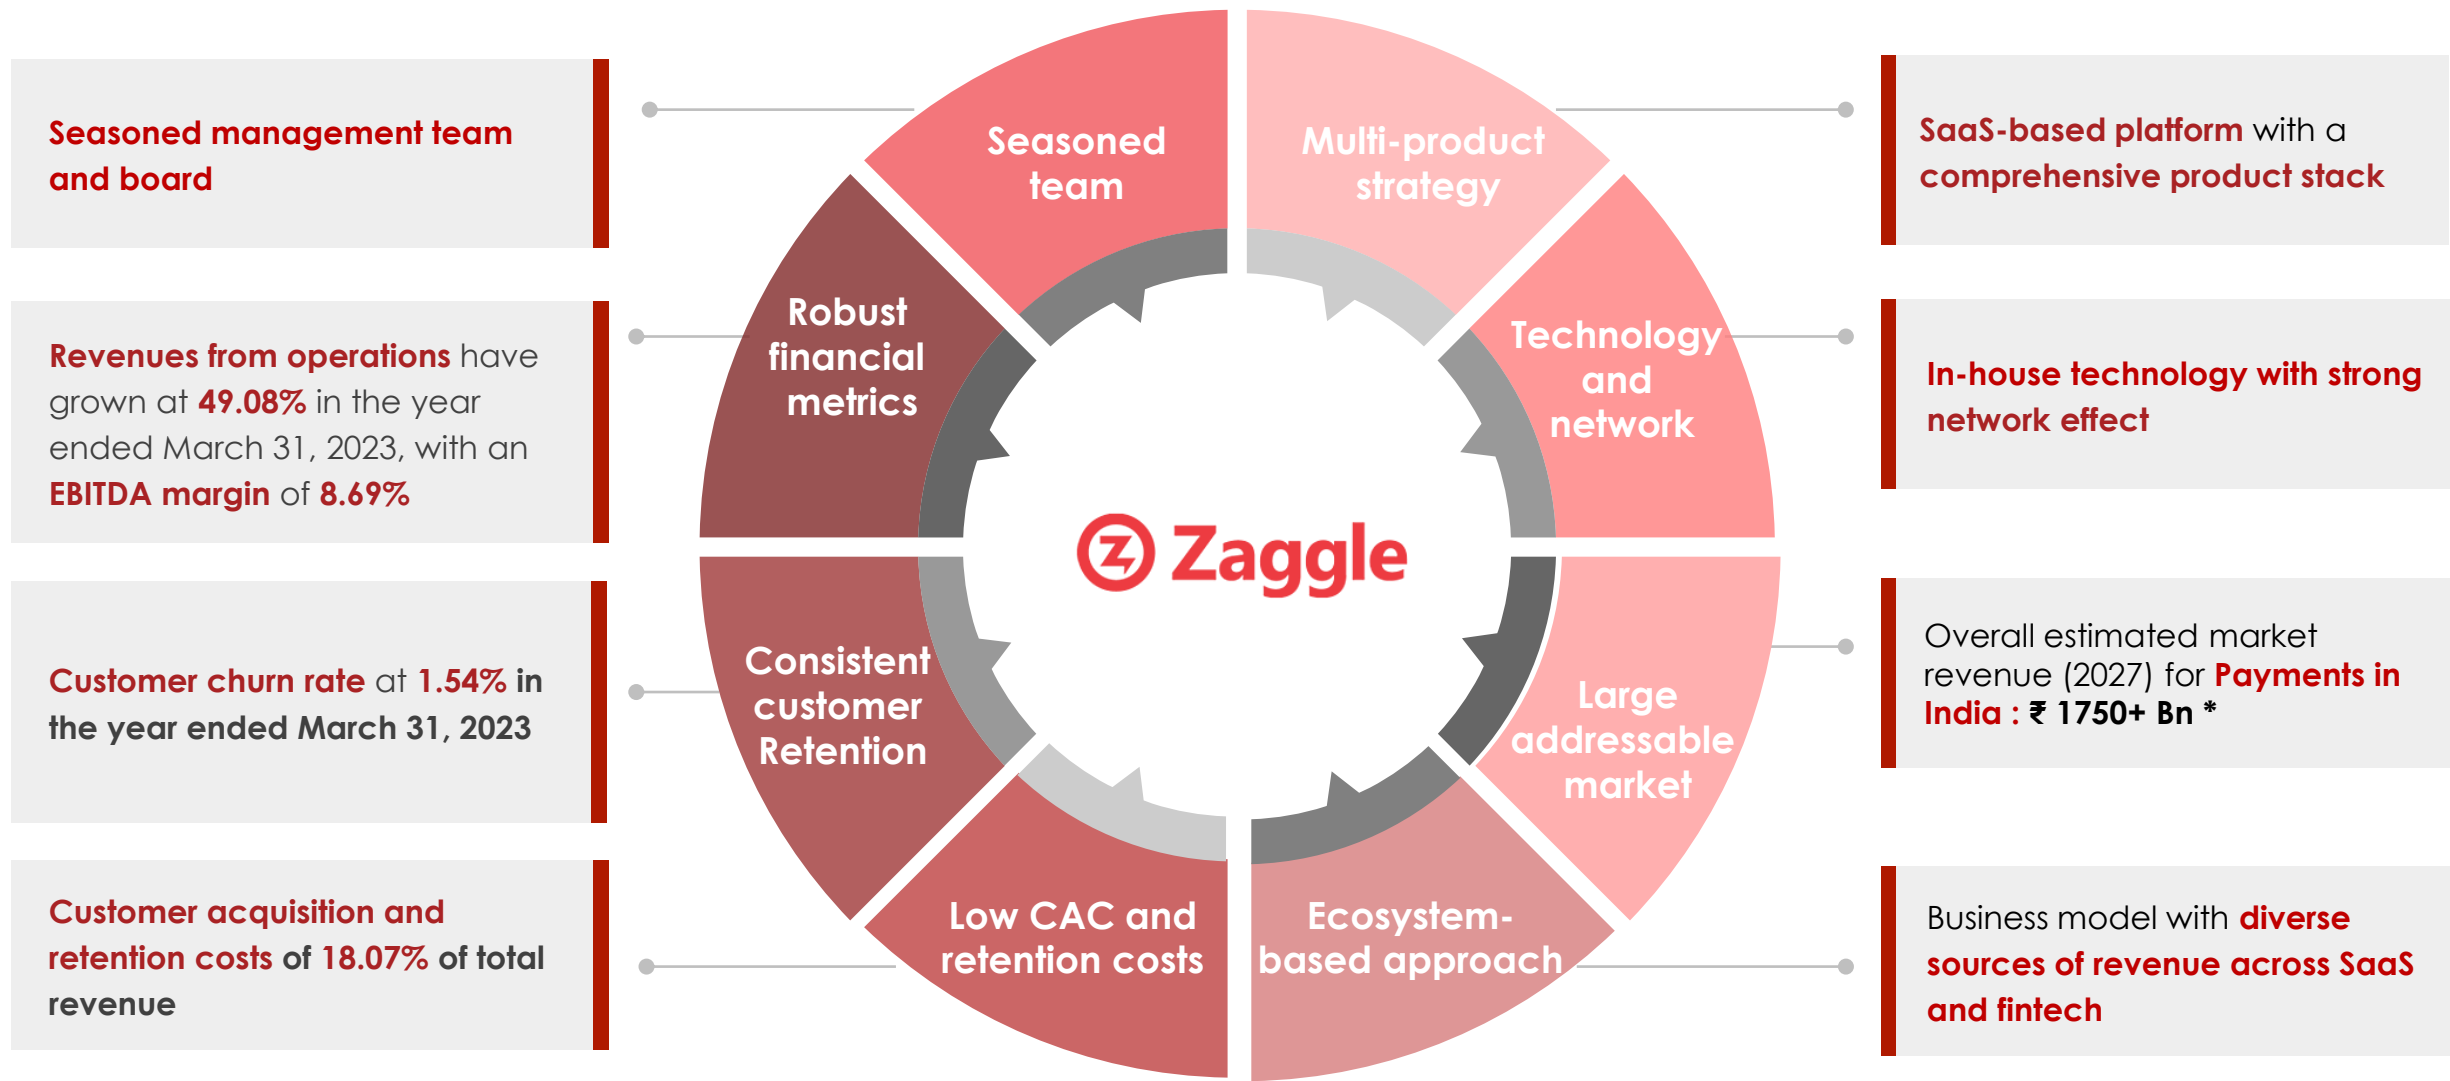 Seasoned management team
and board
Revenues from operations have
grown at 49.08% in the year
ended March 31, 2023, with an
EBITDA margin of 8.69%
Customer churn rate at 1.54% in
the year ended March 31, 2023
Customer acquisition and
retention costs of 18.07% of total
revenue
Seasoned
team
Multi-product
strategy
Robust
financial
metrics
Technology
and
network
Zaggle
Consistent
customer
Retention
Large
addressable
market
Low CAC and
retention costs
Ecosystem-
based approach
SaaS-based platform with a
comprehensive product stack
In-house technology with strong
network effect
Overall estimated market
revenue (2027) for Payments in
India : ₹ 1750+ Bn *
Business model with diverse
sources of revenue across SaaS
and fintech